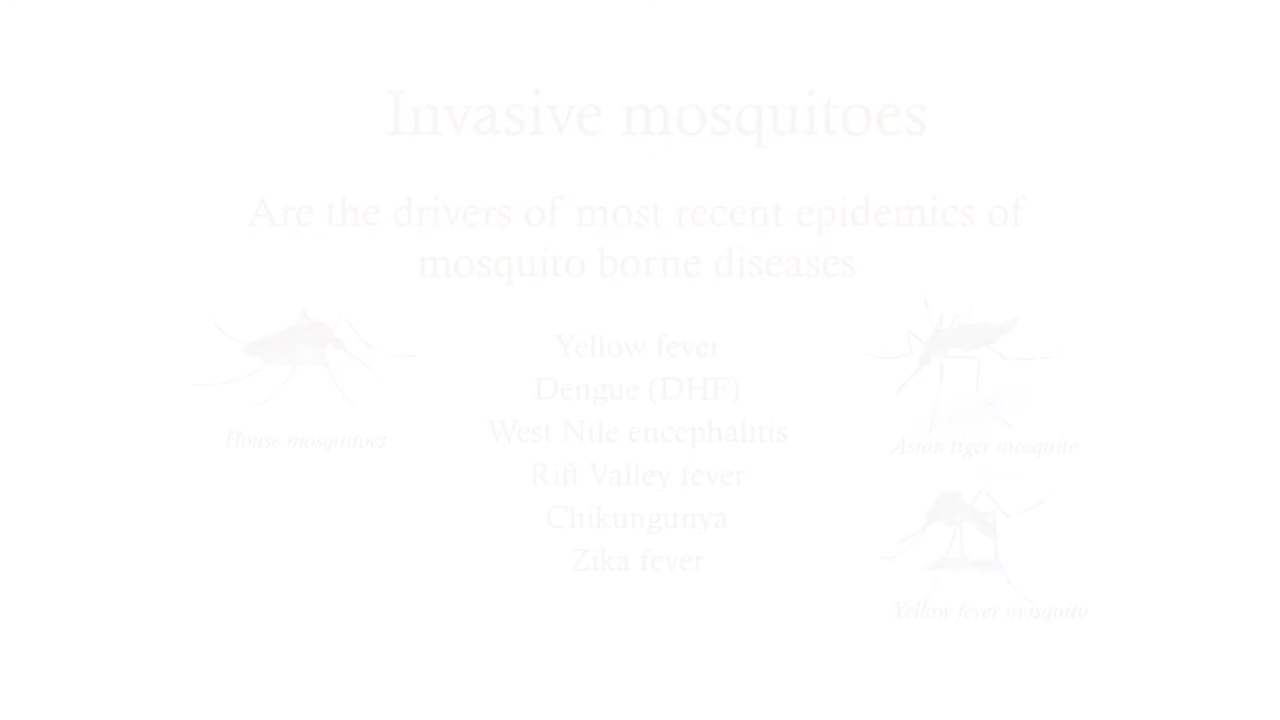 Invasive mosquitoes
Are the drivers of most recent epidemics of
mosquito borne diseases
Yellow fever
Dengue (DHF)
West Nile encephalitis
House mosquitoes
Asian tiger mosquito
Rift Valley fever
Chikungunya
Zika fever
Yellow fever mosquito